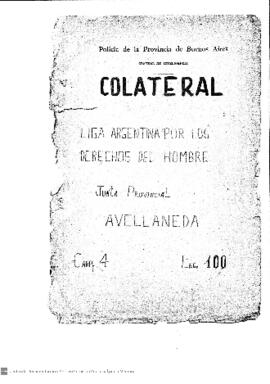 Policía de la Provincia de Buenos Aires
COLATERAL
LIGA ARGENTINA POR LOS
DERECHOS DEL HOMBRE
JUNTA PROVINCIAL
AVELLANEDA
CARP. 4 LEG. 100